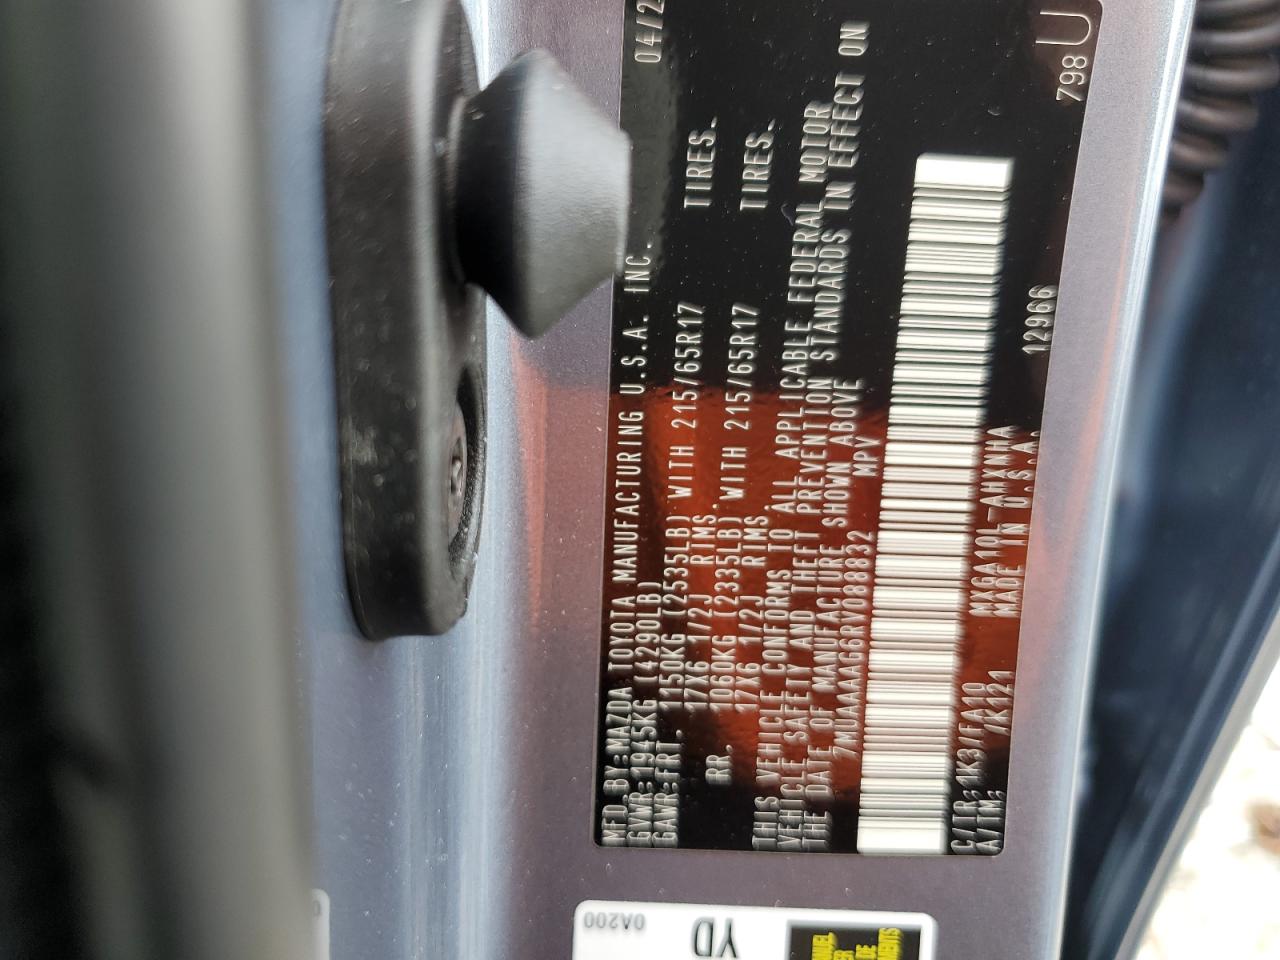 MFD.BY:MAZDA TOYOTA MANUFACTURING U.S.A. INC. 04/2
GVWR:1945KG (4290LB)
GAWR:FRT. 1150KG (2535LB) WITH 215/65R17 TIRES.
17X6 1/2J RIMS.
RR. 1060KG (2335LB) WITH 215/65R17 TIRES.
17X6 1/2J RIMS.
THIS VEHICLE CONFORMS TO ALL APPLICABLE FEDERAL MOTOR
VEHICLE SAFETY AND THEFT PREVENTION STANDARDS IN EFFECT ON
THE DATE OF MANUFACTURE SHOWN ABOVE
7MUAAAAG6RV088832 MPV
C/TR: 1K3/FA10 MXGA10L-AHXNHA
A/TM: /K121 MADE IN U.S.A.
12966
798U
0A200
YD